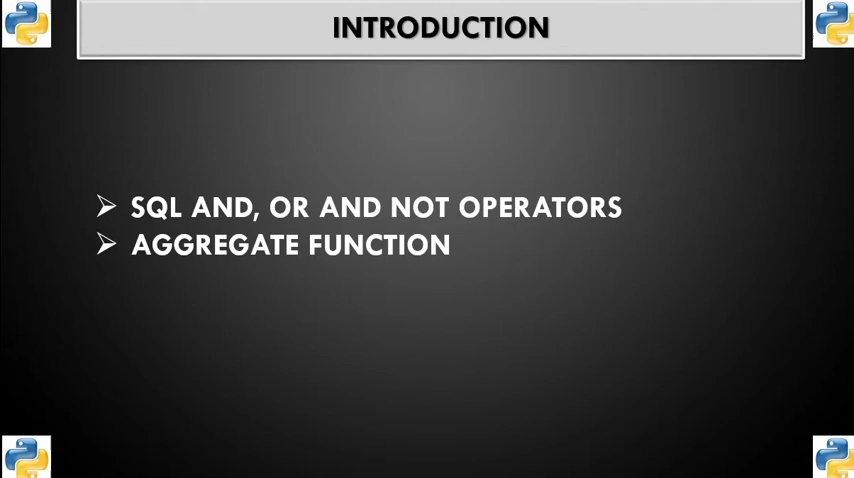 INTRODUCTION
➢ SQL AND, OR AND NOT OPERATORS
➢ AGGREGATE FUNCTION